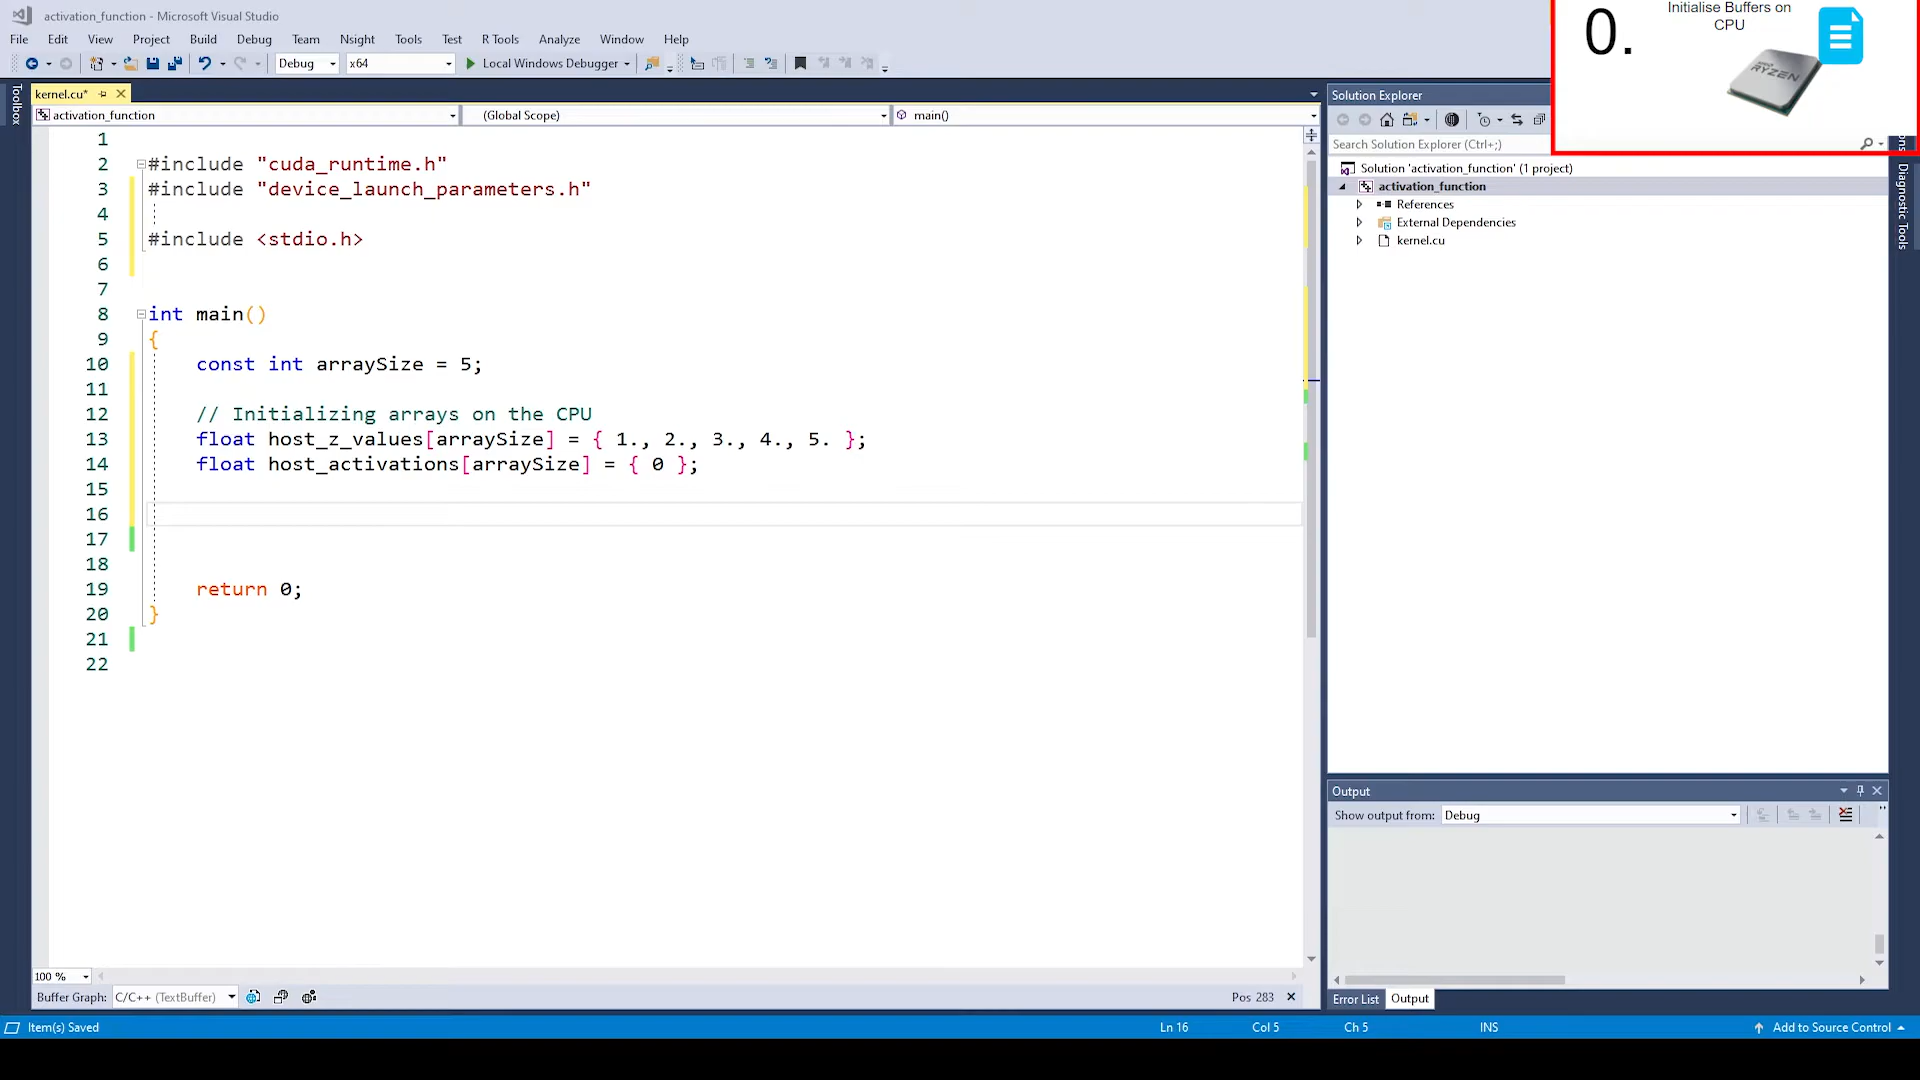 activation_function - Microsoft Visual Studio
File Edit View Project Build Debug Team Nsight Tools Test R Tools Analyze Window Help
Debug x64 Local Windows Debugger
0. Initialise Buffers on
CPU
RYZEN
Toolbox
kernel.cu*
activation_function (Global Scope) main()
1
2 #include "cuda_runtime.h"
3 #include "device_launch_parameters.h"
4
5 #include <stdio.h>
6
7
8 int main()
9 {
10 const int arraySize = 5;
11
12 // Initializing arrays on the CPU
13 float host_z_values[arraySize] = { 1., 2., 3., 4., 5. };
14 float host_activations[arraySize] = { 0 };
15
16
17
18
19 return 0;
20 }
21
22
100 %
Buffer Graph: C/C++ (TextBuffer) Pos 283
Solution Explorer
Search Solution Explorer (Ctrl+;)
Solution 'activation_function' (1 project)
activation_function
References
External Dependencies
kernel.cu
Diagnostic Tools
Output
Show output from: Debug
Error List Output
Item(s) Saved Ln 16 Col 5 Ch 5 INS Add to Source Control